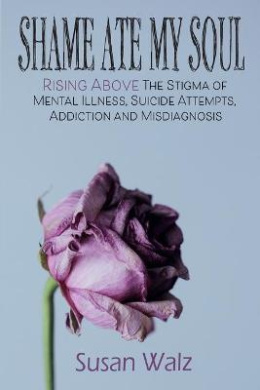 SHAME ATE MY SOUL
RISING ABOVE THE STIGMA OF
MENTAL ILLNESS, SUICIDE ATTEMPTS,
ADDICTION AND MISDIAGNOSIS
Susan Walz